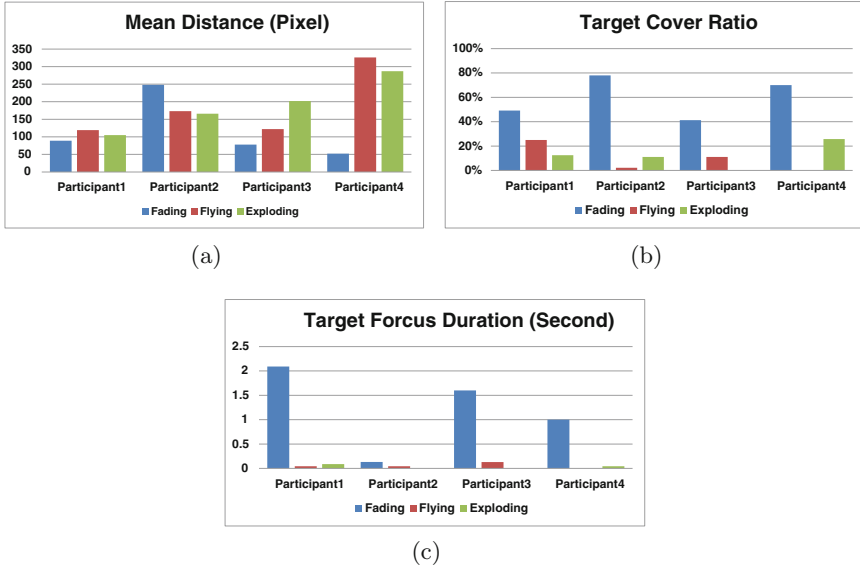 Mean Distance (Pixel)
350
300
250
200
150
100
50
0
Participant1 Participant2 Participant3 Participant4
Fading Flying Exploding
(a)
Target Cover Ratio
100%
80%
60%
40%
20%
0%
Participant1 Participant2 Participant3 Participant4
Fading Flying Exploding
(b)
Target Forcus Duration (Second)
2.5
2
1.5
1
0.5
0
Participant1 Participant2 Participant3 Participant4
Fading Flying Exploding
(c)